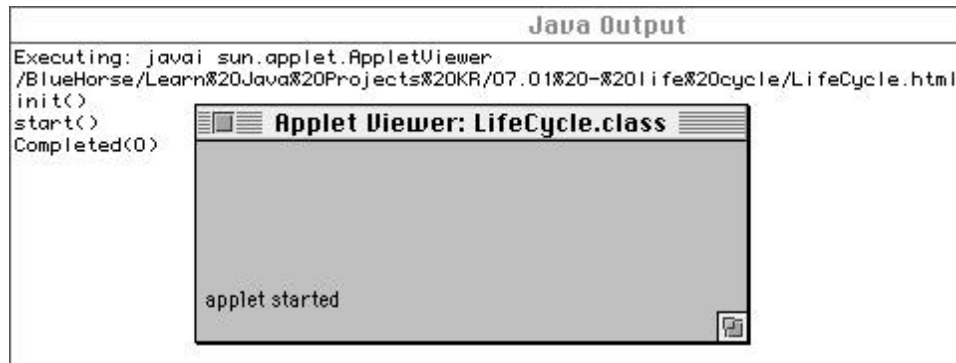 Java Output
Executing: javai sun.applet.AppletViewer
/BlueHorse/Learn%20Java%20Projects%20KR/07.01%20-%20life%20cycle/LifeCycle.html
init()
start()
Completed(0)
Applet Viewer: LifeCycle.class
applet started